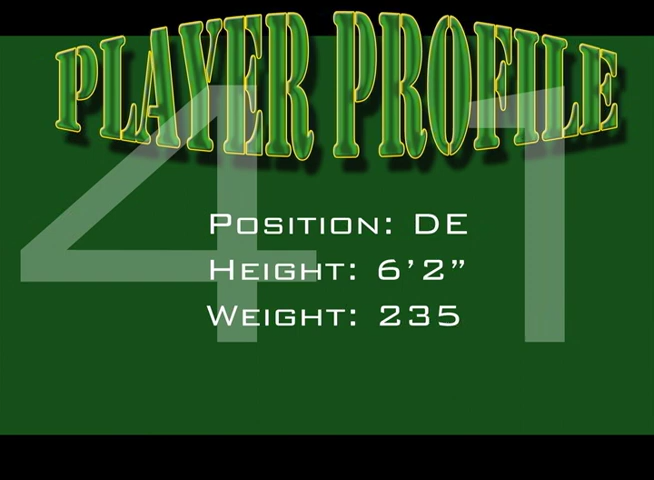 PLAYER PROFILE
41
Position: DE
Height: 6’2”
Weight: 235